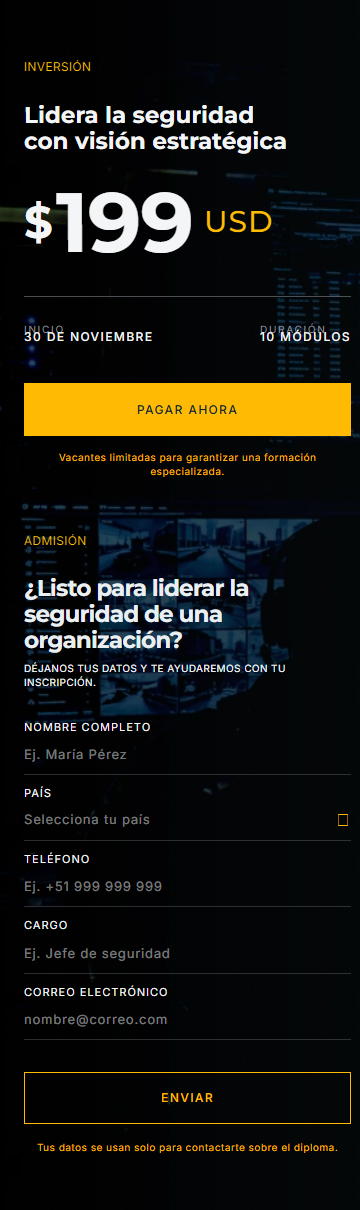 INVERSIÓN
Lidera la seguridad
con visión estratégica
$199 USD
INICIO
30 DE NOVIEMBRE
DURACIÓN
10 MÓDULOS
PAGAR AHORA
Vacantes limitadas para garantizar una formación
especializada.
ADMISIÓN
¿Listo para liderar la
seguridad de una
organización?
DÉJANOS TUS DATOS Y TE AYUDAREMOS CON TU
INSCRIPCIÓN.
NOMBRE COMPLETO
Ej. María Pérez
PAÍS
Selecciona tu país
TELÉFONO
Ej. +51 999 999 999
CARGO
Ej. Jefe de seguridad
CORREO ELECTRÓNICO
nombre@correo.com
ENVIAR
Tus datos se usan solo para contactarte sobre el diploma.